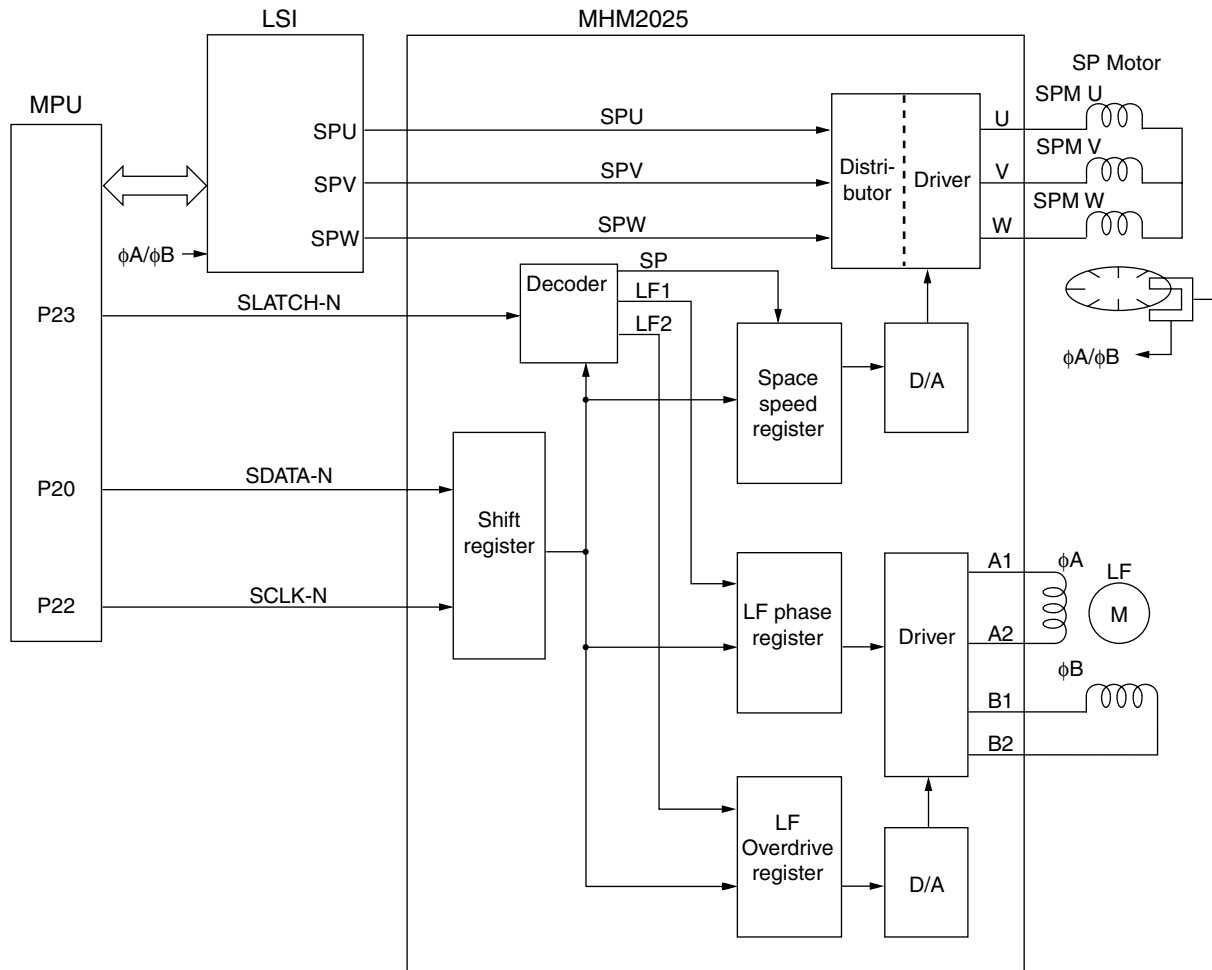 LSI
MHM2025
SP Motor
MPU
SPM U
SPU
SPU
U
SPM V
SPV
SPV
Distri-
butor
Driver
V
SPM W
SPW
SPW
W
ϕA/ϕB
SP
Decoder
LF1
P23
SLATCH-N
LF2
ϕA/ϕB
Space
speed
register
D/A
P20
SDATA-N
Shift
register
A1
ϕA
LF
P22
SCLK-N
LF phase
register
Driver
M
A2
ϕB
B1
B2
LF
Overdrive
register
D/A